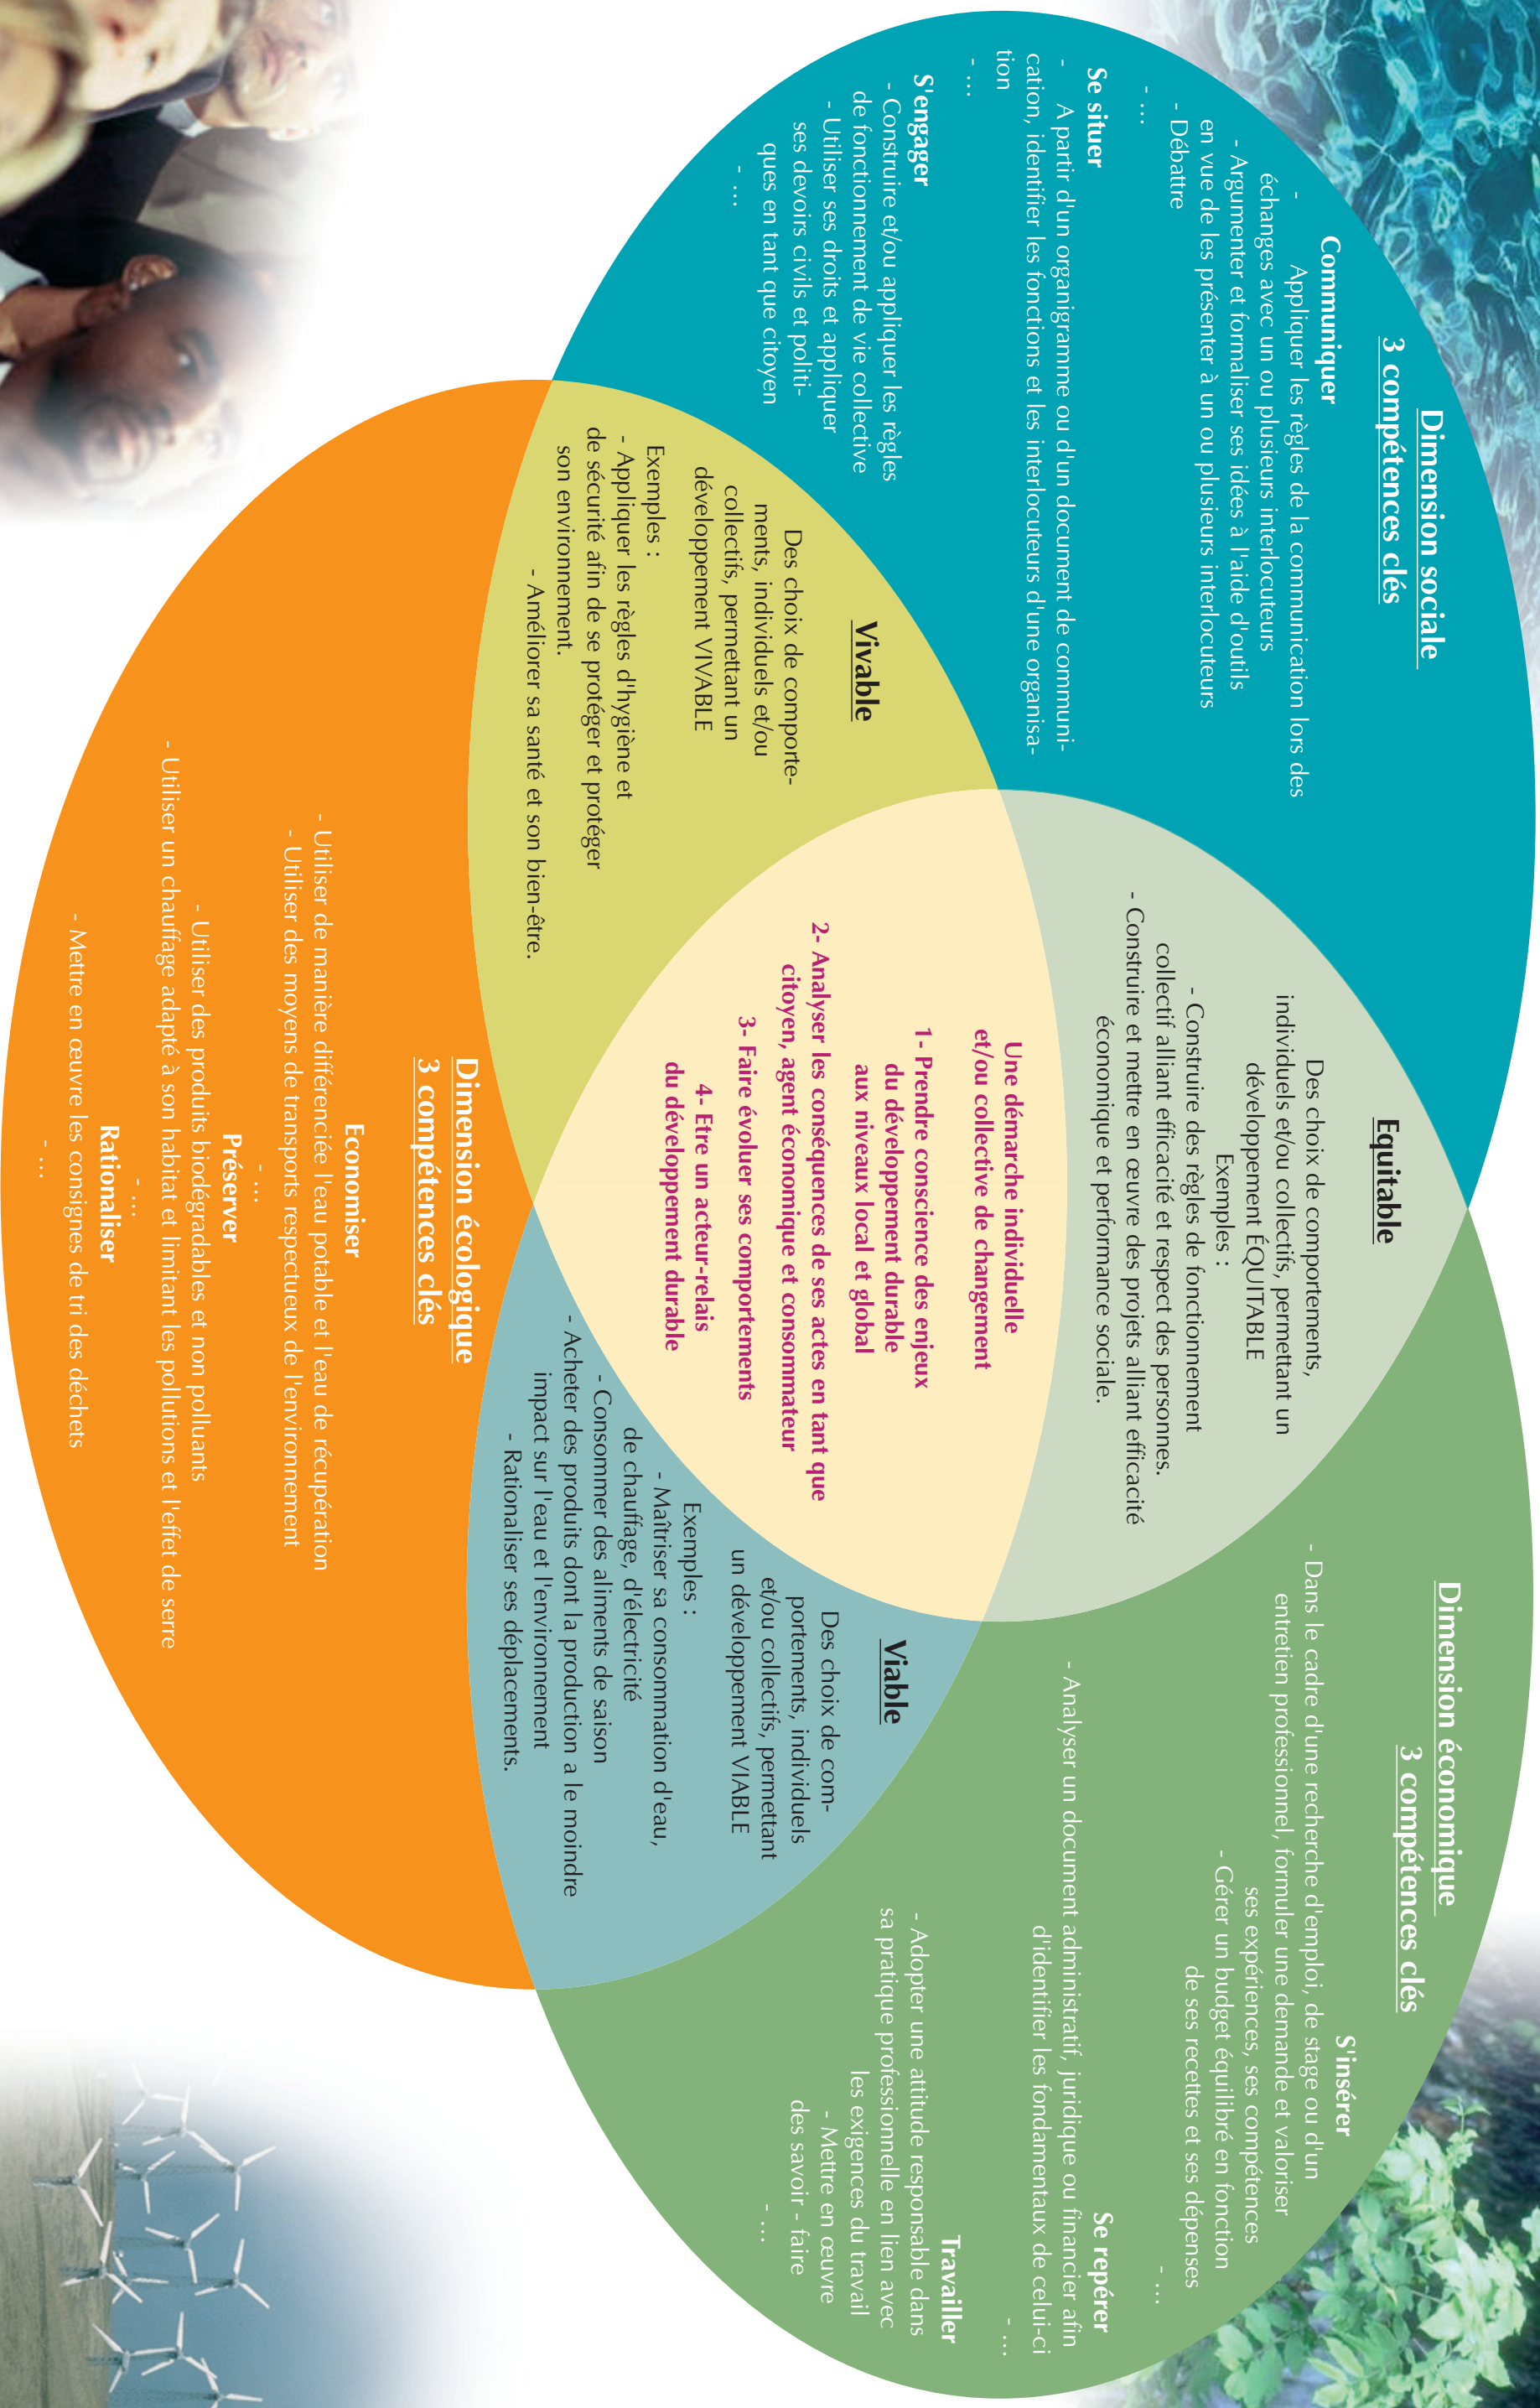 Dimension sociale
3 compétences clés
Communiquer
- Appliquer les règles de la communication lors des
échanges avec un ou plusieurs interlocuteurs
- Argumenter et formaliser ses idées à l'aide d'outils
en vue de les présenter à un ou plusieurs interlocuteurs
- Débattre
- ...
Se situer
- A partir d'un organigramme ou d'un document de communi-
cation, identifier les fonctions et les interlocuteurs d'une organisa-
tion
- ...
S'engager
- Construire et/ou appliquer les règles
de fonctionnement de vie collective
- Utiliser ses droits et appliquer
ses devoirs civils et politi-
ques en tant que citoyen
- ...
Equitable
Des choix de comportements,
individuels et/ou collectifs, permettant un
développement ÉQUITABLE
Exemples :
- Construire des règles de fonctionnement
collectif alliant efficacité et respect des personnes.
- Construire et mettre en œuvre des projets alliant efficacité
économique et performance sociale.
Dimension économique
3 compétences clés
S'insérer
- Dans le cadre d'une recherche d'emploi, de stage ou d'un
entretien professionnel, formuler une demande et valoriser
ses expériences, ses compétences
- Gérer un budget équilibré en fonction
de ses recettes et ses dépenses
- ...
Se repérer
- Analyser un document administratif, juridique ou financier afin
d'identifier les fondamentaux de celui-ci
- ...
Travailler
- Adopter une attitude responsable dans
sa pratique professionnelle en lien avec
les exigences du travail
- Mettre en œuvre
des savoir - faire
- ...
Vivable
Des choix de comporte-
ments, individuels et/ou
collectifs, permettant un
développement VIVABLE
Exemples :
- Appliquer les règles d'hygiène et
de sécurité afin de se protéger et protéger
son environnement.
- Améliorer sa santé et son bien-être.
Une démarche individuelle
et/ou collective de changement
1- Prendre conscience des enjeux
du développement durable
aux niveaux local et global
2- Analyser les conséquences de ses actes en tant que
citoyen, agent économique et consommateur
3- Faire évoluer ses comportements
4- Etre un acteur-relais
du développement durable
Viable
Des choix de com-
portements, individuels
et/ou collectifs, permettant
un développement VIABLE
Exemples :
- Maîtriser sa consommation d'eau,
de chauffage, d'électricité
- Consommer des aliments de saison
- Acheter des produits dont la production a le moindre
impact sur l'eau et l'environnement
- Rationaliser ses déplacements.
Dimension écologique
3 compétences clés
Economiser
- Utiliser de manière différenciée l'eau potable et l'eau de récupération
- Utiliser des moyens de transports respectueux de l'environnement
- ...
Préserver
- Utiliser des produits biodégradables et non polluants
- Utiliser un chauffage adapté à son habitat et limitant les pollutions et l'effet de serre
- ...
Rationaliser
- Mettre en œuvre les consignes de tri des déchets
- ...